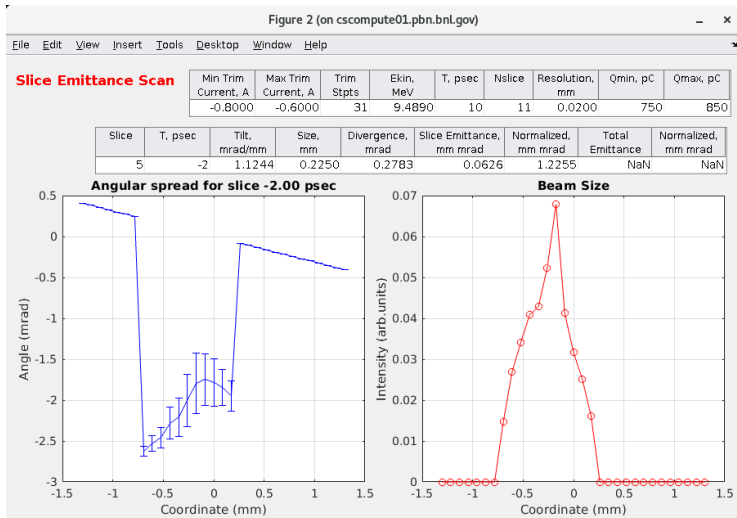 Figure 2 (on cscompute01.pbn.bnl.gov)
File Edit View Insert Tools Desktop Window Help
Slice Emittance Scan
Min Trim Current, A Max Trim Current, A Trim Stpts Ekin, MeV T, psec Nslice Resolution, mm Qmin, pC Qmax, pC
-0.8000 -0.6000 31 9.4890 10 11 0.0200 750 850
Slice T, psec Tilt, mrad/mm Size, mm Divergence, mrad Slice Emittance, mm mrad Normalized, mm mrad Total Emittance Normalized, mm mrad
5 -2 1.1244 0.2250 0.2783 0.0626 1.2255 NaN NaN
Angular spread for slice -2.00 psec
Angle (mrad)
0.5
0
-0.5
-1
-1.5
-2
-2.5
-3
-1.5 -1 -0.5 0 0.5 1 1.5
Coordinate (mm)
Beam Size
Intensity (arb.units)
0.07
0.06
0.05
0.04
0.03
0.02
0.01
0
-1.5 -1 -0.5 0 0.5 1 1.5
Coordinate (mm)